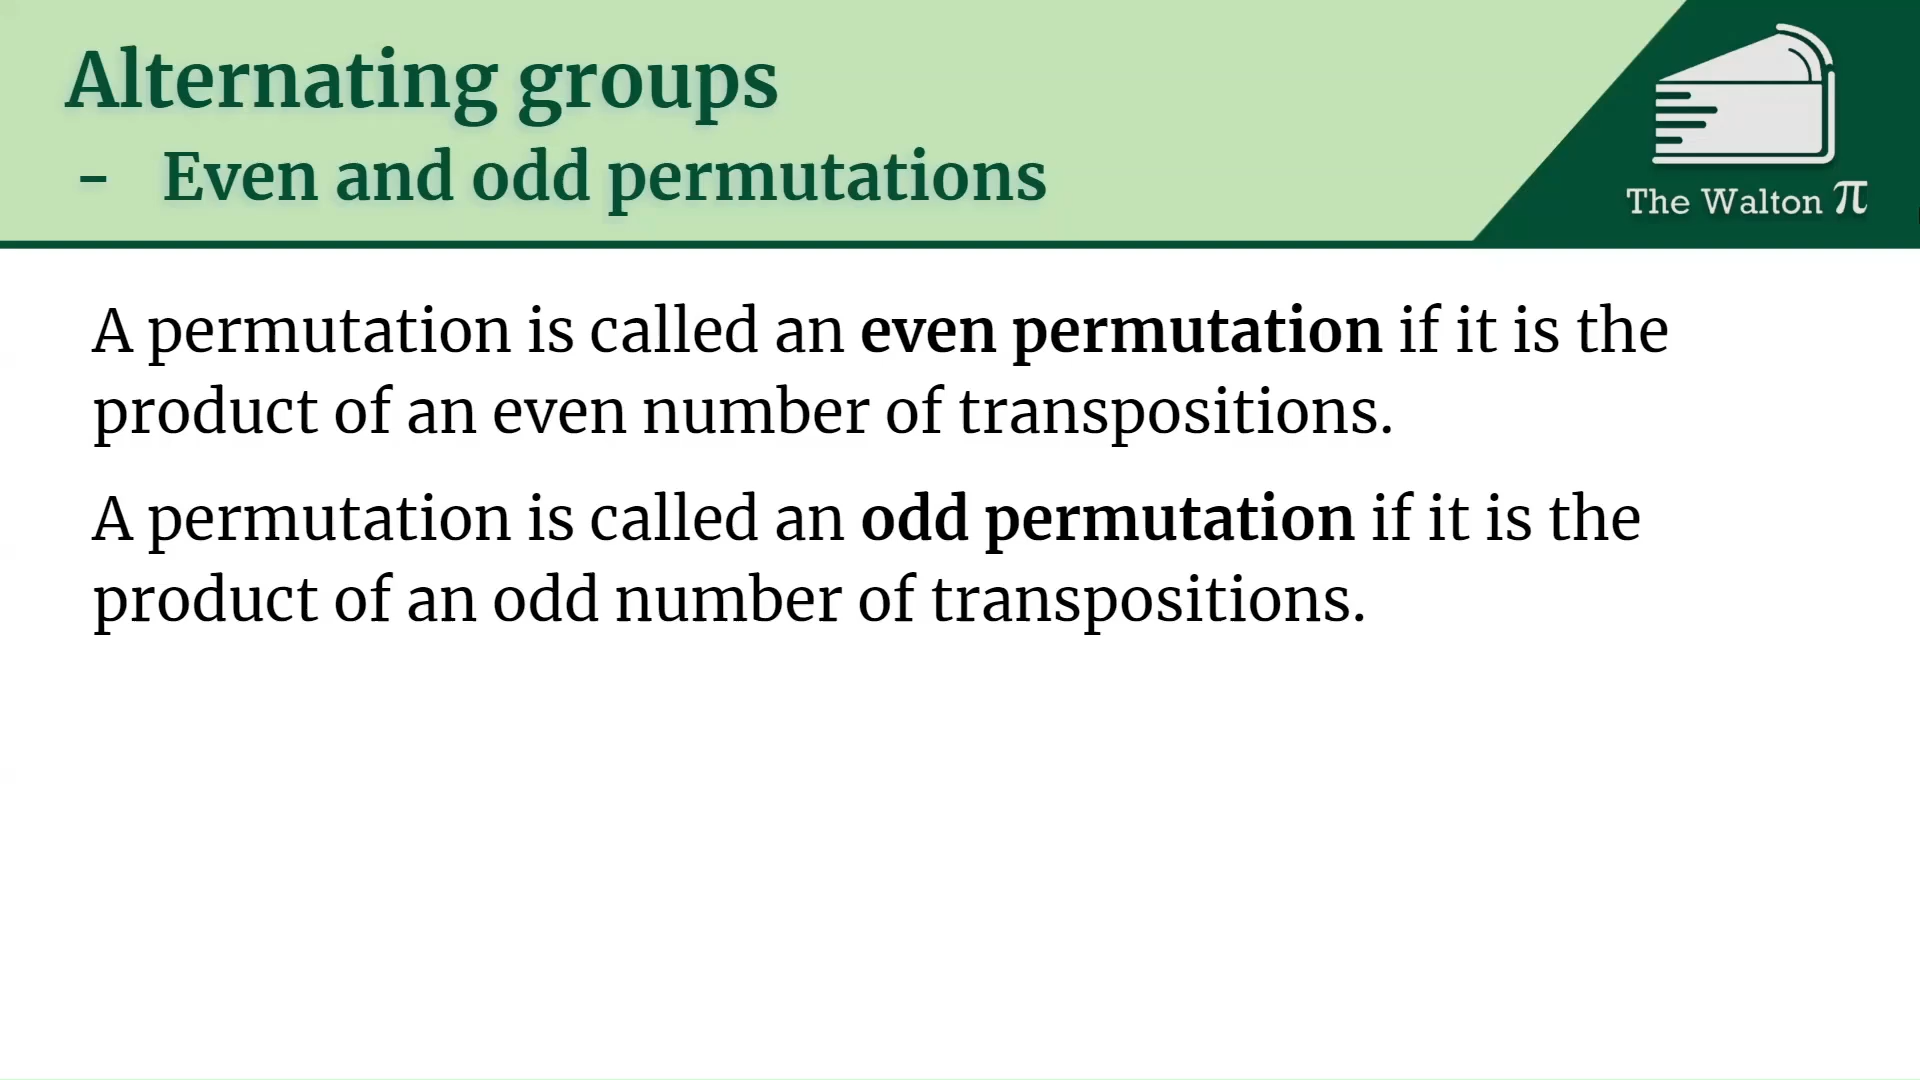 Alternating groups
- Even and odd permutations
The Walton π
A permutation is called an even permutation if it is the
product of an even number of transpositions.
A permutation is called an odd permutation if it is the
product of an odd number of transpositions.